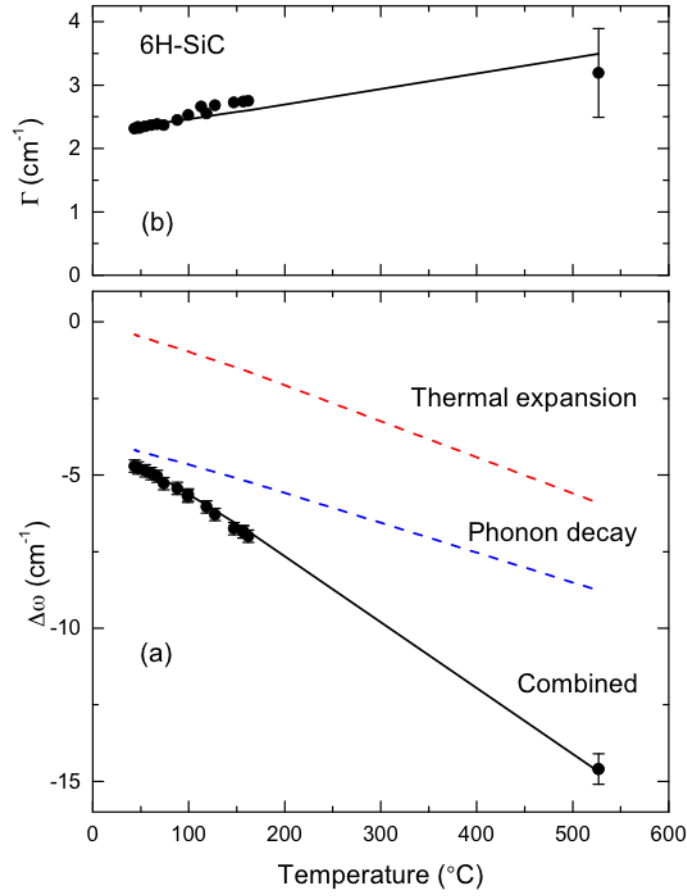 4
3
2
1
0
Γ (cm⁻¹)
6H-SiC
(b)
0
-5
-10
-15
Δω (cm⁻¹)
Thermal expansion
Phonon decay
Combined
(a)
0 100 200 300 400 500 600
Temperature (°C)